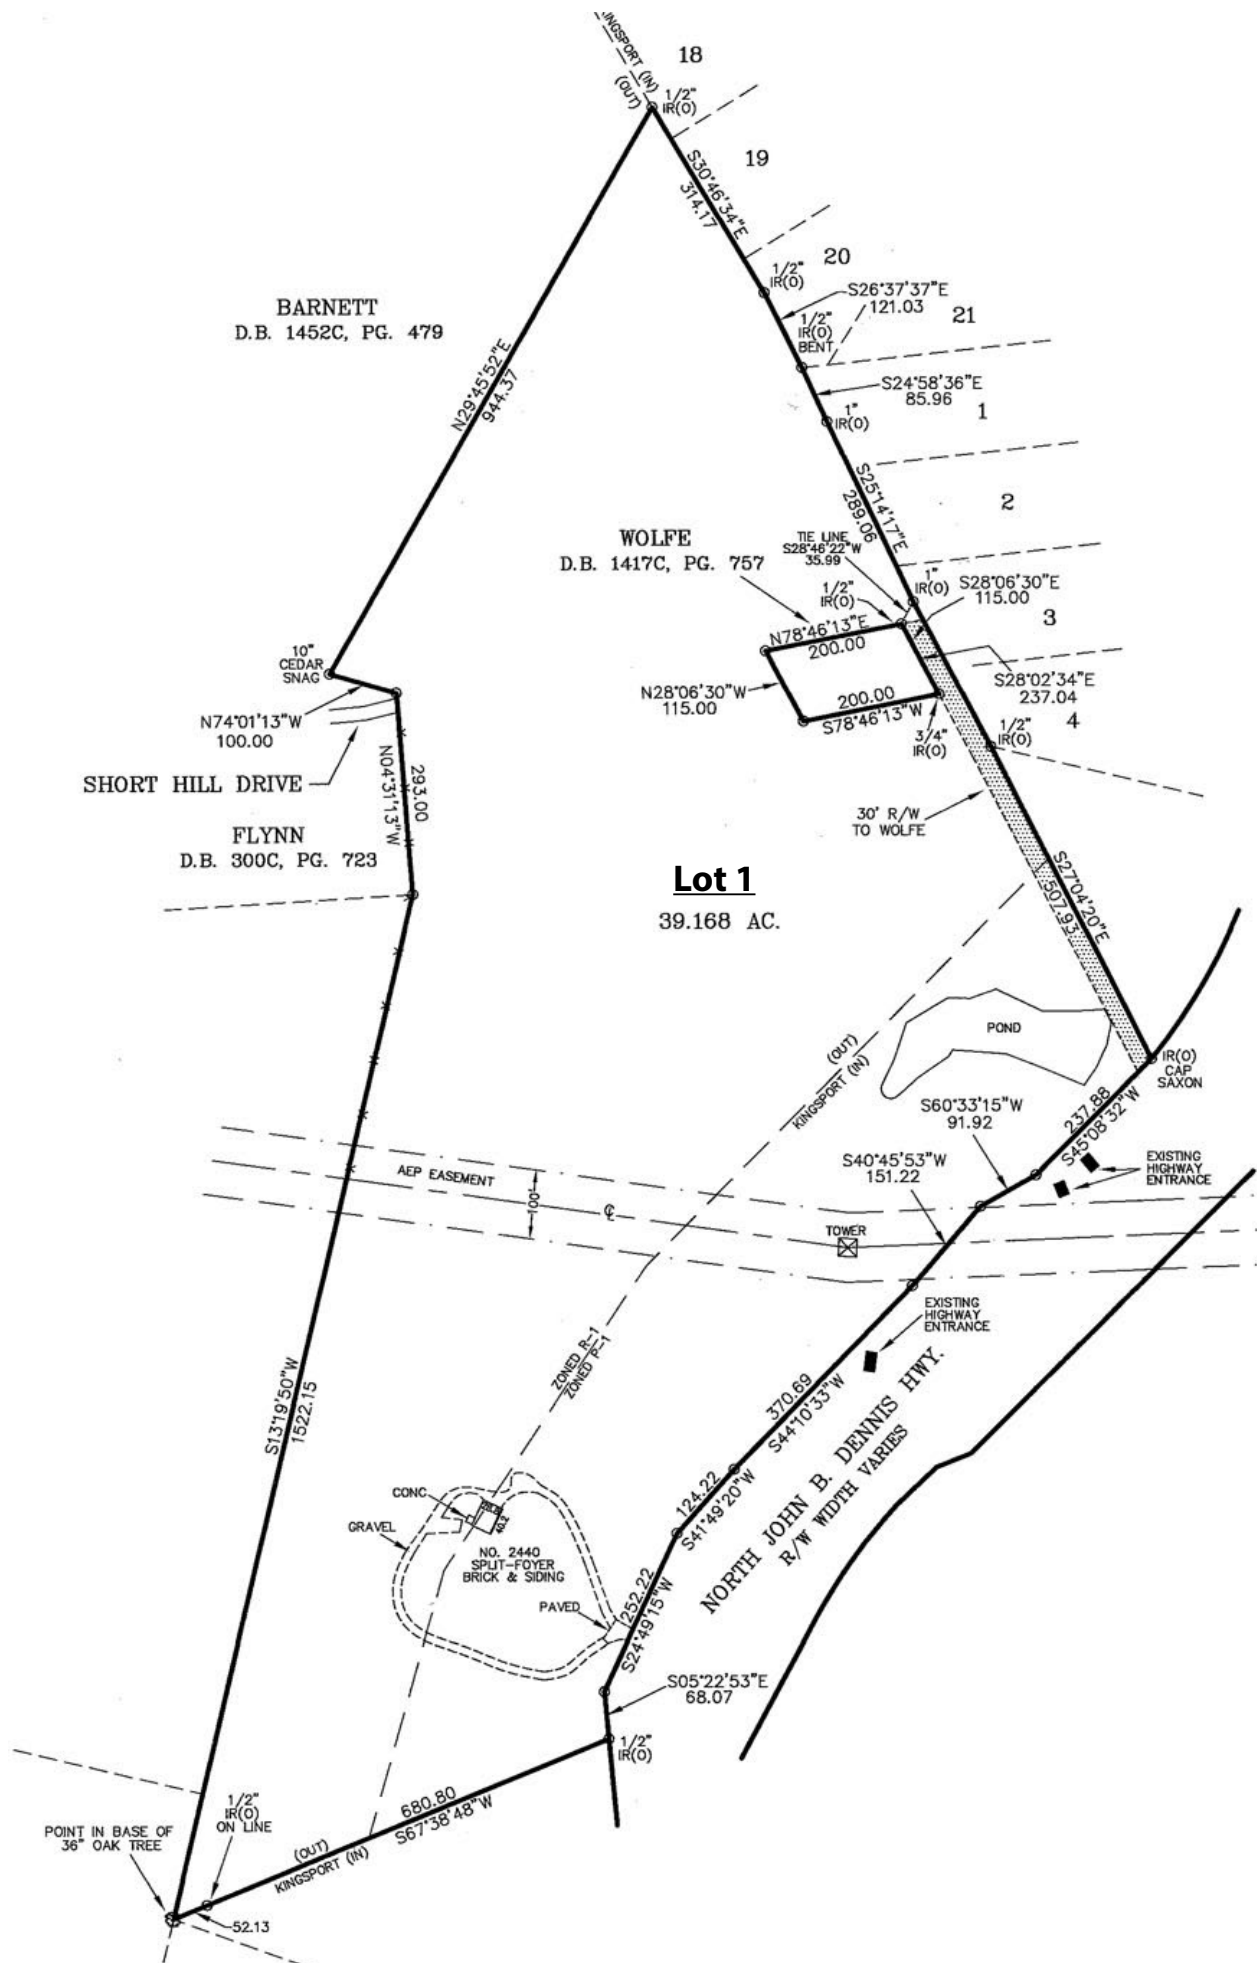 KINGSPORT (IN)
(OUT)
18
1/2"
IR(O)
19
S30°46'34"E
314.17
20
1/2"
IR(O)
S26°37'37"E
121.03
21
1/2"
IR(O)
BENT
BARNETT
D.B. 1452C, PG. 479
N29°45'52"E
944.37
S24°58'36"E
85.96
1
1"
IR(O)
2
S25°14'17"E
289.06
WOLFE
D.B. 1417C, PG. 757
TIE LINE
S28°46'22"W
35.99
1/2"
IR(O)
1"
IR(O)
S28°06'30"E
115.00
3
N78°46'13"E
200.00
10"
CEDAR
SNAG
N28°06'30"W
115.00
200.00
S78°46'13"W
S28°02'34"E
237.04
4
3/4"
IR(O)
1/2"
IR(O)
N74°01'13"W
100.00
SHORT HILL DRIVE
293.00
N04°31'13"W
30' R/W
TO WOLFE
FLYNN
D.B. 300C, PG. 723
Lot 1
39.168 AC.
S27°04'20"E
507.93
POND
(OUT)
KINGSPORT (IN)
IR(O)
CAP
SAXON
S60°33'15"W
91.92
237.88
S45°08'32"W
S40°45'53"W
151.22
EXISTING
HIGHWAY
ENTRANCE
AEP EASEMENT
100'
℄
TOWER
EXISTING
HIGHWAY
ENTRANCE
ZONED R-1
ZONED P-1
370.69
S44°10'33"W
S13°19'50"W
1522.15
NORTH JOHN B. DENNIS HWY.
R/W WIDTH VARIES
124.22
S41°49'20"W
CONC
GRAVEL
40.2
NO. 2440
SPLIT-FOYER
BRICK & SIDING
PAVED
252.22
S24°49'15"W
S05°22'53"E
68.07
1/2"
IR(O)
680.80
S67°38'48"W
1/2"
IR(O)
ON LINE
POINT IN BASE OF
36" OAK TREE
(OUT)
KINGSPORT (IN)
52.13